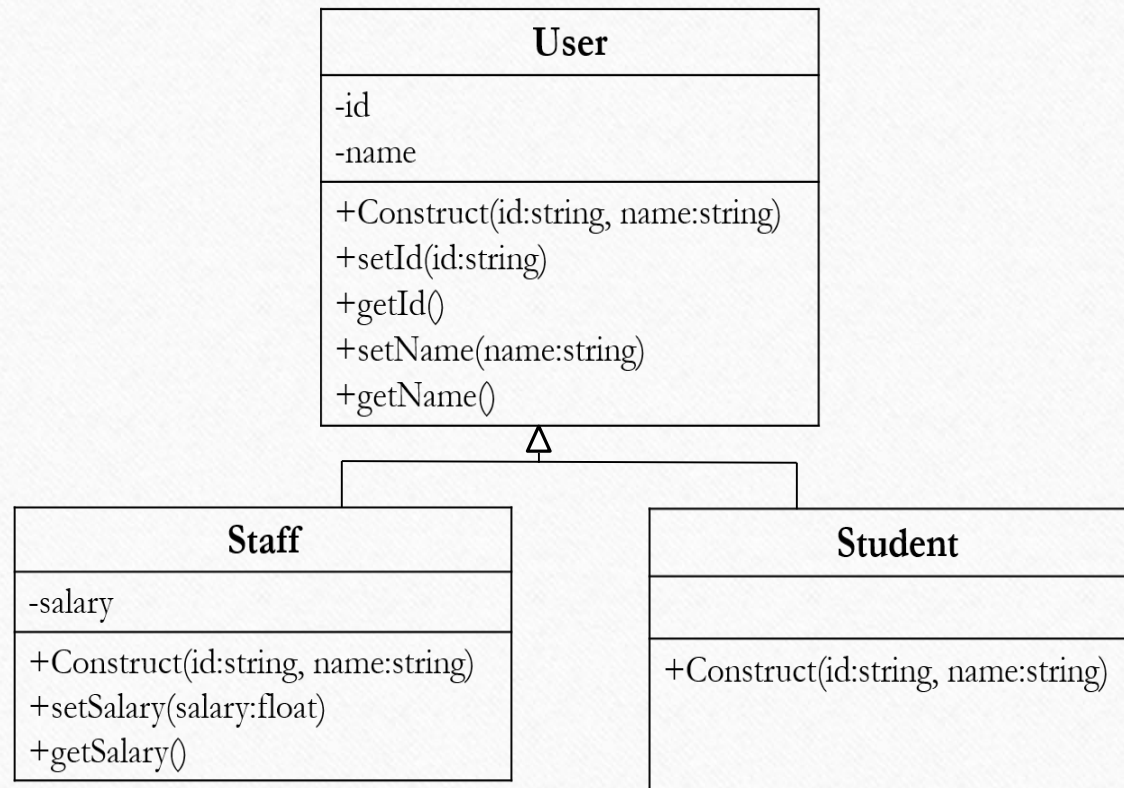 User
-id
-name
+Construct(id:string, name:string)
+setId(id:string)
+getId()
+setName(name:string)
+getName()
Staff
-salary
+Construct(id:string, name:string)
+setSalary(salary:float)
+getSalary()
Student
+Construct(id:string, name:string)